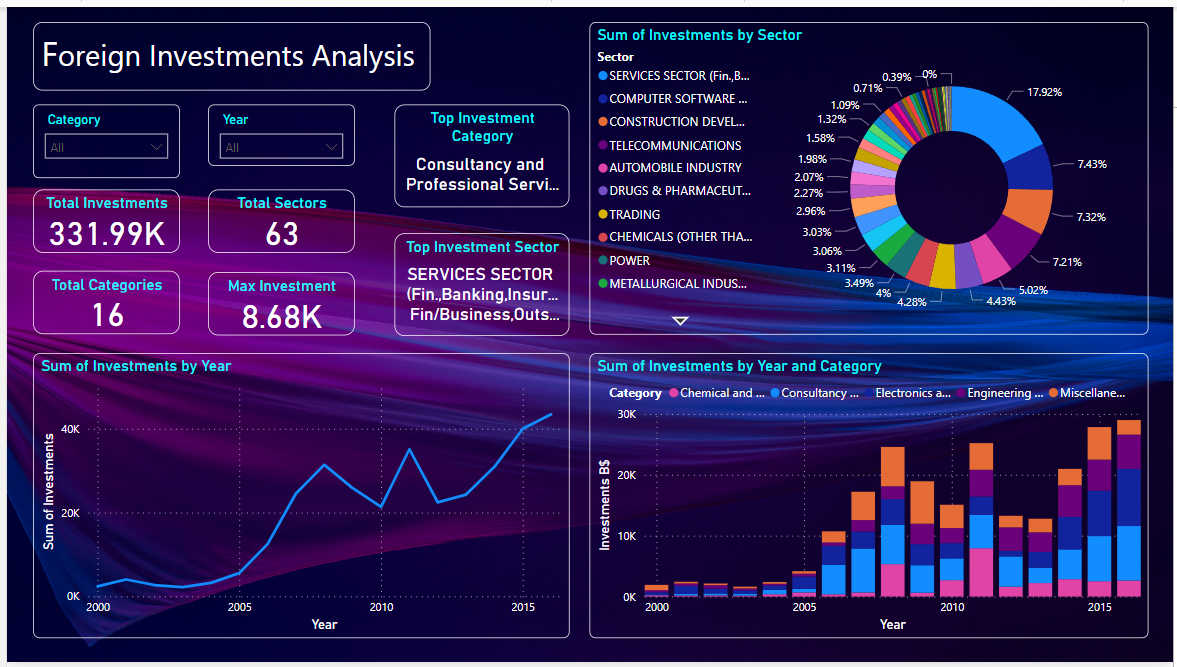 Foreign Investments Analysis
Category
All
Year
All
Top Investment
Category
Consultancy and
Professional Servi...
Total Investments
331.99K
Total Sectors
63
Top Investment Sector
SERVICES SECTOR
(Fin.,Banking,Insur...
Fin/Business,Outs...
Total Categories
16
Max Investment
8.68K
Sum of Investments by Sector
Sector
SERVICES SECTOR (Fin.,B...
COMPUTER SOFTWARE ...
CONSTRUCTION DEVEL...
TELECOMMUNICATIONS
AUTOMOBILE INDUSTRY
DRUGS & PHARMACEUT...
TRADING
CHEMICALS (OTHER THA...
POWER
METALLURGICAL INDUS...
17.92%
7.43%
7.32%
7.21%
5.02%
4.43%
4.28%
4%
3.49%
3.11%
3.06%
3.03%
2.96%
2.27%
2.07%
1.98%
1.58%
1.32%
1.09%
0.71%
0.39%
0%
Sum of Investments by Year
Sum of Investments
40K
20K
0K
2000 2005 2010 2015
Year
Sum of Investments by Year and Category
Category Chemical and ... Consultancy ... Electronics a... Engineering ... Miscellane...
Investments B$
30K
20K
10K
0K
2000 2005 2010 2015
Year